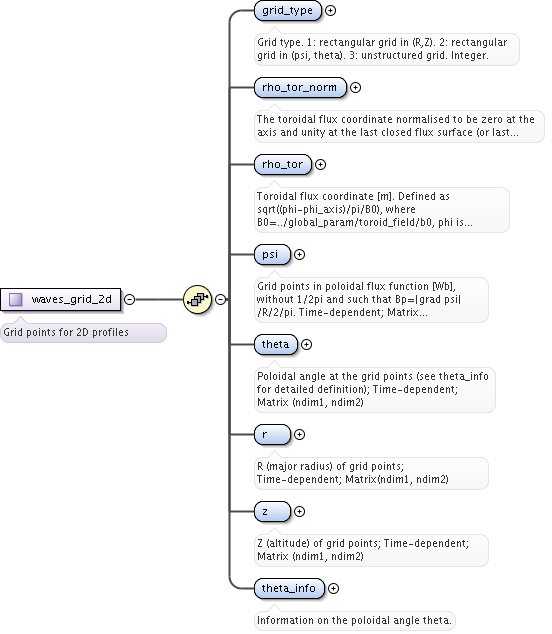 grid_type
Grid type. 1: rectangular grid in (R,Z). 2: rectangular
grid in (psi, theta). 3: unstructured grid. Integer.
rho_tor_norm
The toroidal flux coordinate normalised to be zero at the
axis and unity at the last closed flux surface (or last...
rho_tor
Toroidal flux coordinate [m]. Defined as
sqrt((phi-phi_axis)/pi/B0), where
B0=../global_param/toroid_field/b0, phi is...
psi
Grid points in poloidal flux function [Wb],
without 1/2pi and such that Bp=|grad psi|
/R/2/pi. Time-dependent; Matrix...
waves_grid_2d
Grid points for 2D profiles
theta
Poloidal angle at the grid points (see theta_info
for detailed definition); Time-dependent;
Matrix (ndim1, ndim2)
r
R (major radius) of grid points;
Time-dependent; Matrix(ndim1, ndim2)
z
Z (altitude) of grid points; Time-dependent;
Matrix (ndim1, ndim2)
theta_info
Information on the poloidal angle theta.